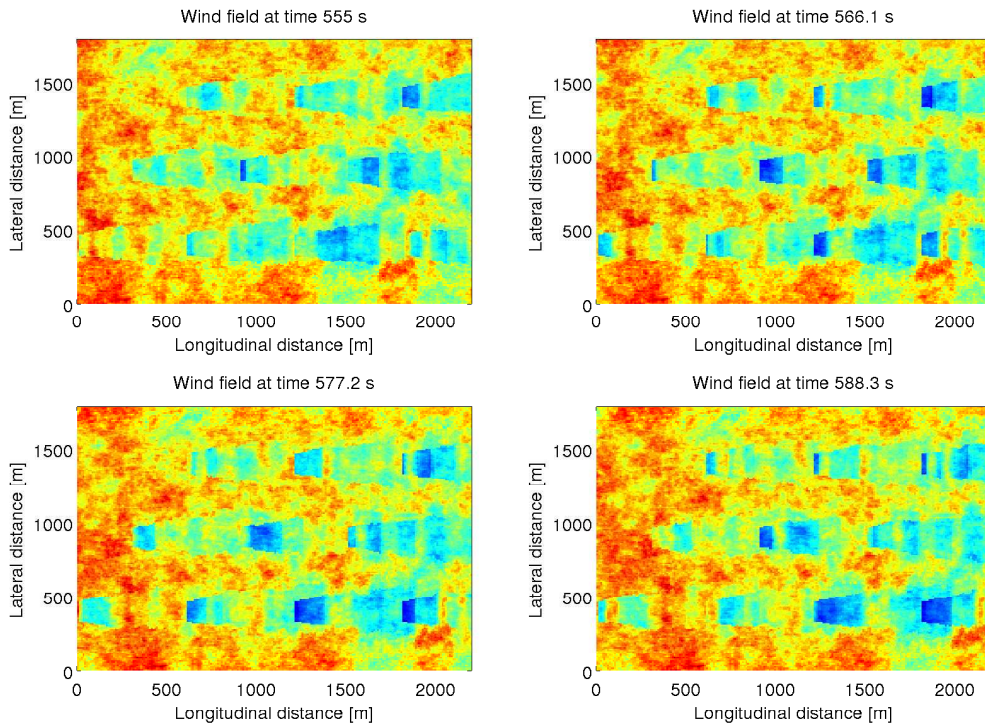 Wind field at time 555 s
Lateral distance [m]
1500
1000
500
0
0 500 1000 1500 2000
Longitudinal distance [m]
Wind field at time 566.1 s
Lateral distance [m]
1500
1000
500
0
0 500 1000 1500 2000
Longitudinal distance [m]
Wind field at time 577.2 s
Lateral distance [m]
1500
1000
500
0
0 500 1000 1500 2000
Longitudinal distance [m]
Wind field at time 588.3 s
Lateral distance [m]
1500
1000
500
0
0 500 1000 1500 2000
Longitudinal distance [m]